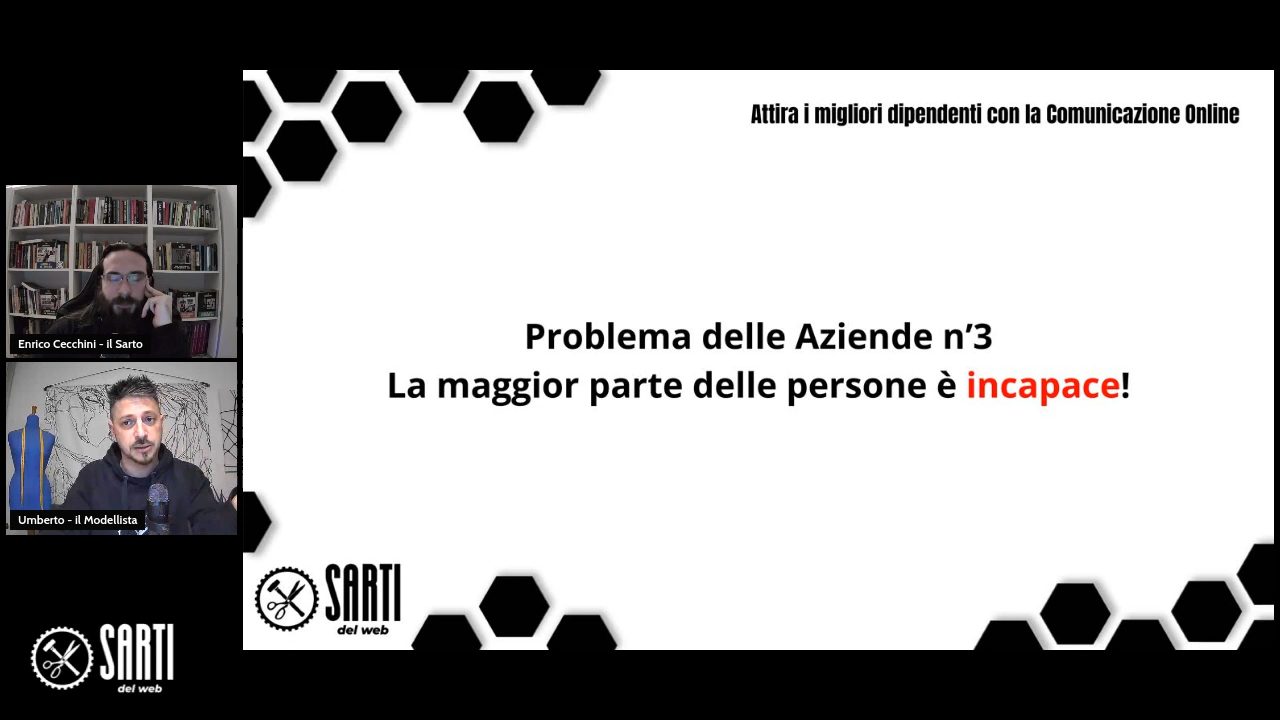 Attira i migliori dipendenti con la Comunicazione Online
Problema delle Aziende n’3
La maggior parte delle persone è incapace!
Enrico Cecchini - il Sarto
Umberto - il Modellista
SARTI
del web
SARTI
del web